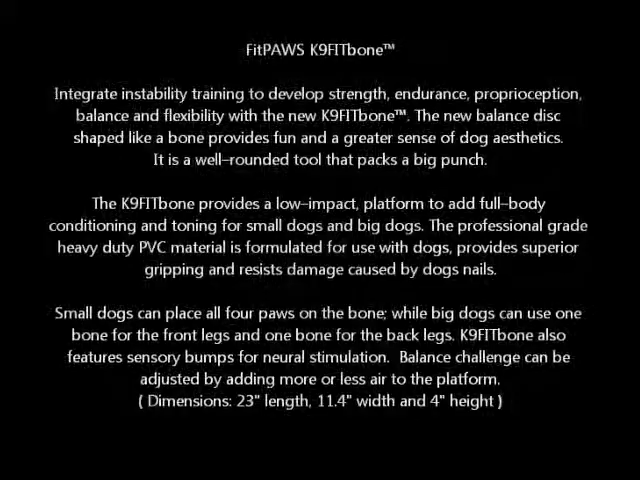 FitPAWS K9FITbone™
Integrate instability training to develop strength, endurance, proprioception,
balance and flexibility with the new K9FITbone™. The new balance disc
shaped like a bone provides fun and a greater sense of dog aesthetics.
It is a well-rounded tool that packs a big punch.
The K9FITbone provides a low-impact, platform to add full-body
conditioning and toning for small dogs and big dogs. The professional grade
heavy duty PVC material is formulated for use with dogs, provides superior
gripping and resists damage caused by dogs nails.
Small dogs can place all four paws on the bone; while big dogs can use one
bone for the front legs and one bone for the back legs. K9FITbone also
features sensory bumps for neural stimulation.  Balance challenge can be
adjusted by adding more or less air to the platform.
( Dimensions: 23" length, 11.4" width and 4" height )